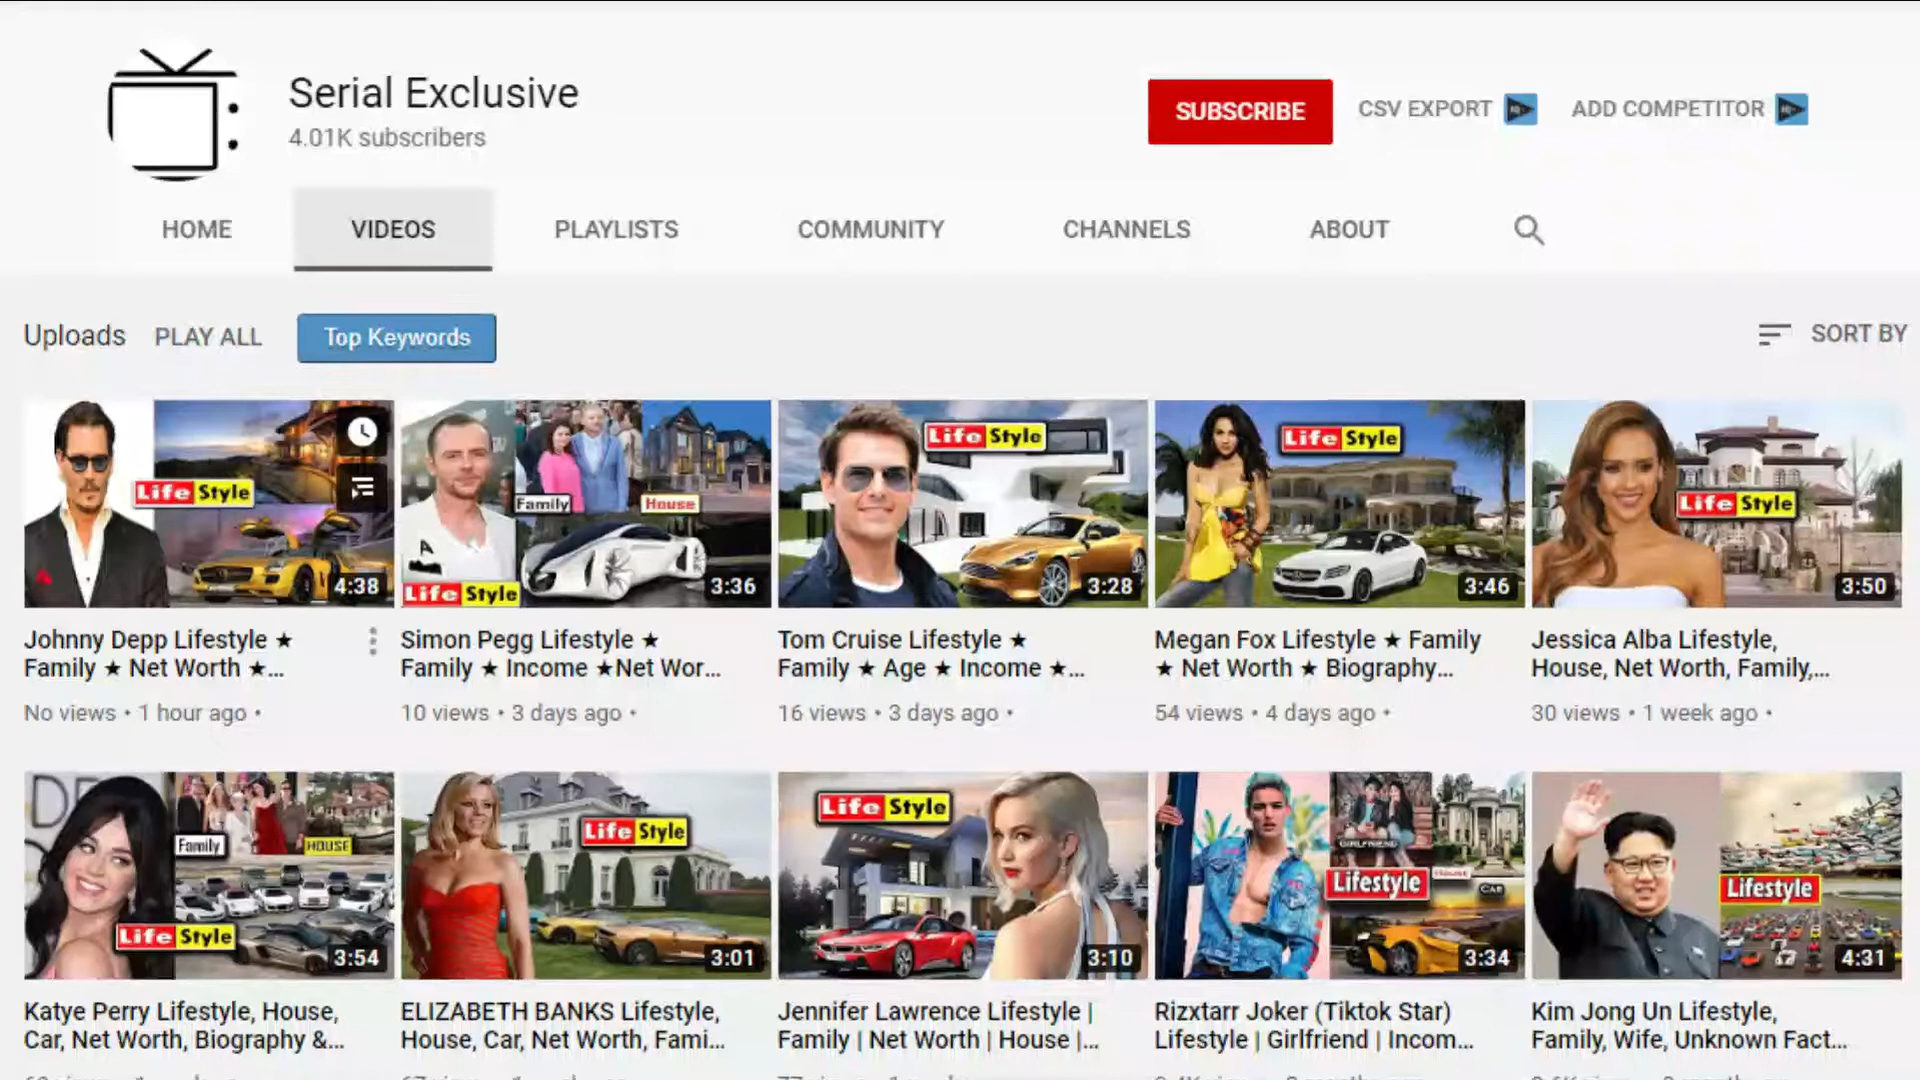 Serial Exclusive
4.01K subscribers
SUBSCRIBE
CSV EXPORT
ADD COMPETITOR
HOME
VIDEOS
PLAYLISTS
COMMUNITY
CHANNELS
ABOUT
Uploads
PLAY ALL
Top Keywords
SORT BY
Life Style
4:38
Johnny Depp Lifestyle ★
Family ★ Net Worth ★...
No views • 1 hour ago •
Family
House
Life Style
3:36
Simon Pegg Lifestyle ★
Family ★ Income ★Net Wor...
10 views • 3 days ago •
Life Style
3:28
Tom Cruise Lifestyle ★
Family ★ Age ★ Income ★...
16 views • 3 days ago •
Life Style
3:46
Megan Fox Lifestyle ★ Family
★ Net Worth ★ Biography...
54 views • 4 days ago •
Life Style
3:50
Jessica Alba Lifestyle,
House, Net Worth, Family,...
30 views • 1 week ago •
Family
HOUSE
Life Style
3:54
Katye Perry Lifestyle, House,
Car, Net Worth, Biography &...
Life Style
3:01
ELIZABETH BANKS Lifestyle,
House, Car, Net Worth, Fami...
Life Style
3:10
Jennifer Lawrence Lifestyle |
Family | Net Worth | House |...
GIRLFRIEND
Lifestyle
HOUSE
CAR
3:34
Rizxtarr Joker (Tiktok Star)
Lifestyle | Girlfriend | Incom...
Lifestyle
4:31
Kim Jong Un Lifestyle,
Family, Wife, Unknown Fact...